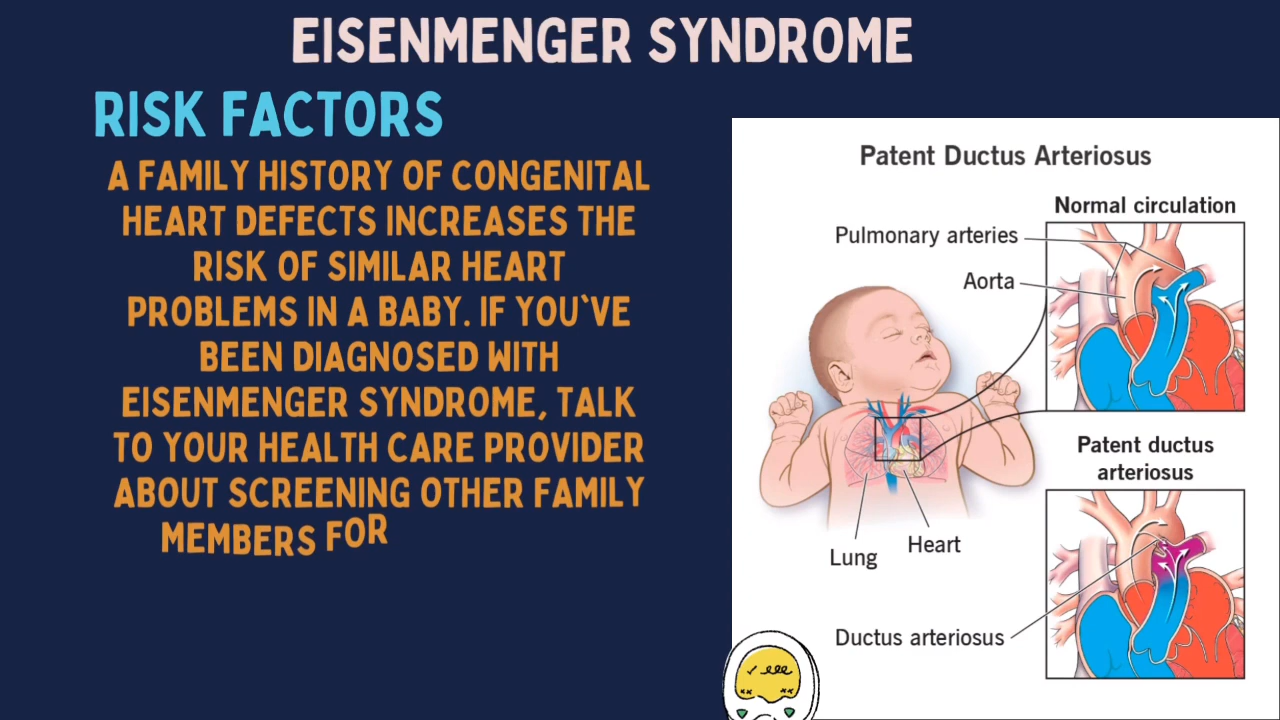 EISENMENGER SYNDROME
RISK FACTORS
A FAMILY HISTORY OF CONGENITAL
HEART DEFECTS INCREASES THE
RISK OF SIMILAR HEART
PROBLEMS IN A BABY. IF YOU'VE
BEEN DIAGNOSED WITH
EISENMENGER SYNDROME, TALK
TO YOUR HEALTH CARE PROVIDER
ABOUT SCREENING OTHER FAMILY
MEMBERS FOR
Patent Ductus Arteriosus
Normal circulation
Pulmonary arteries
Aorta
Patent ductus
arteriosus
Lung
Heart
Ductus arteriosus